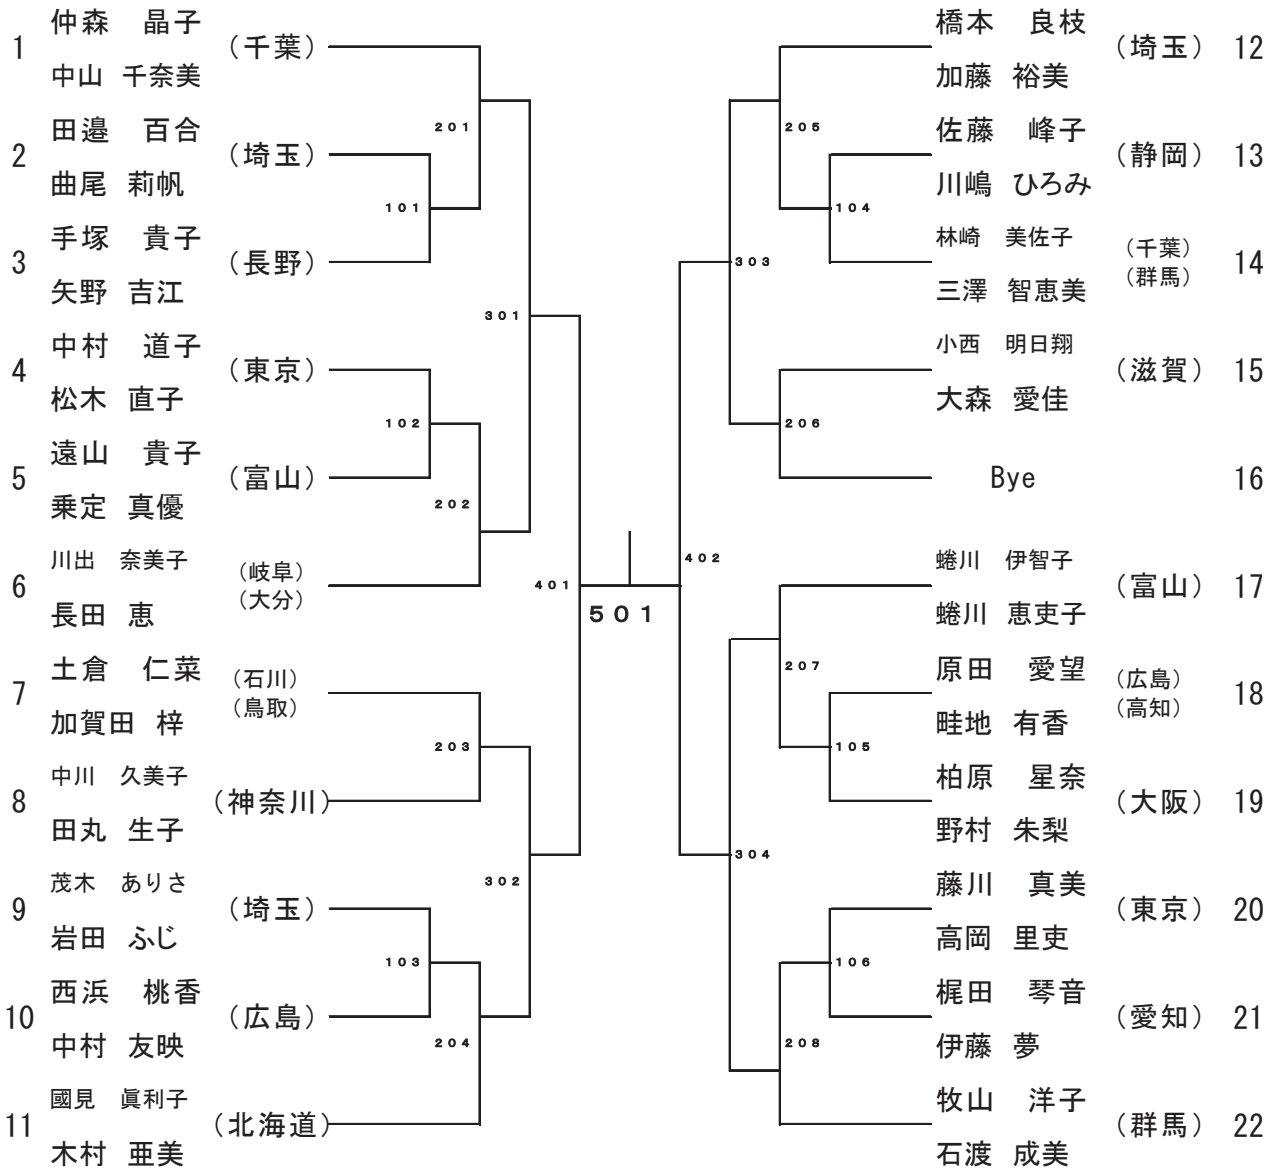 仲森 晶子
1 (千葉)
中山 千奈美
田邉 百合
2 (埼玉)
曲尾 莉帆
手塚 貴子
3 (長野)
矢野 吉江
中村 道子
4 (東京)
松木 直子
遠山 貴子
5 (富山)
乗定 真優
川出 奈美子
6 (岐阜)
(大分)
長田 恵
土倉 仁菜
7 (石川)
(鳥取)
加賀田 梓
中川 久美子
8 (神奈川)
田丸 生子
茂木 ありさ
9 (埼玉)
岩田 ふじ
西浜 桃香
10 (広島)
中村 友映
國見 眞利子
11 (北海道)
木村 亜美
201
101
301
102
202
401
203
302
103
204
501
402
205
104
303
206
207
105
304
106
208
橋本 良枝
(埼玉) 12
加藤 裕美
佐藤 峰子
(静岡) 13
川嶋 ひろみ
林崎 美佐子
(千葉)
(群馬) 14
三澤 智恵美
小西 明日翔
(滋賀) 15
大森 愛佳
Bye 16
蜷川 伊智子
(富山) 17
蜷川 恵吏子
原田 愛望
(広島)
(高知) 18
畦地 有香
柏原 星奈
(大阪) 19
野村 朱梨
藤川 真美
(東京) 20
高岡 里吏
梶田 琴音
(愛知) 21
伊藤 夢
牧山 洋子
(群馬) 22
石渡 成美